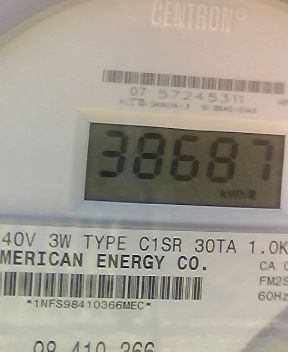 CENTRON®
07 57245311
38687
kWh
40V 3W TYPE C1SR 30TA 1.0K
MERICAN ENERGY CO.
CA 0
FM2S
*1NFS98410366MEC*
60Hz
98 410 366